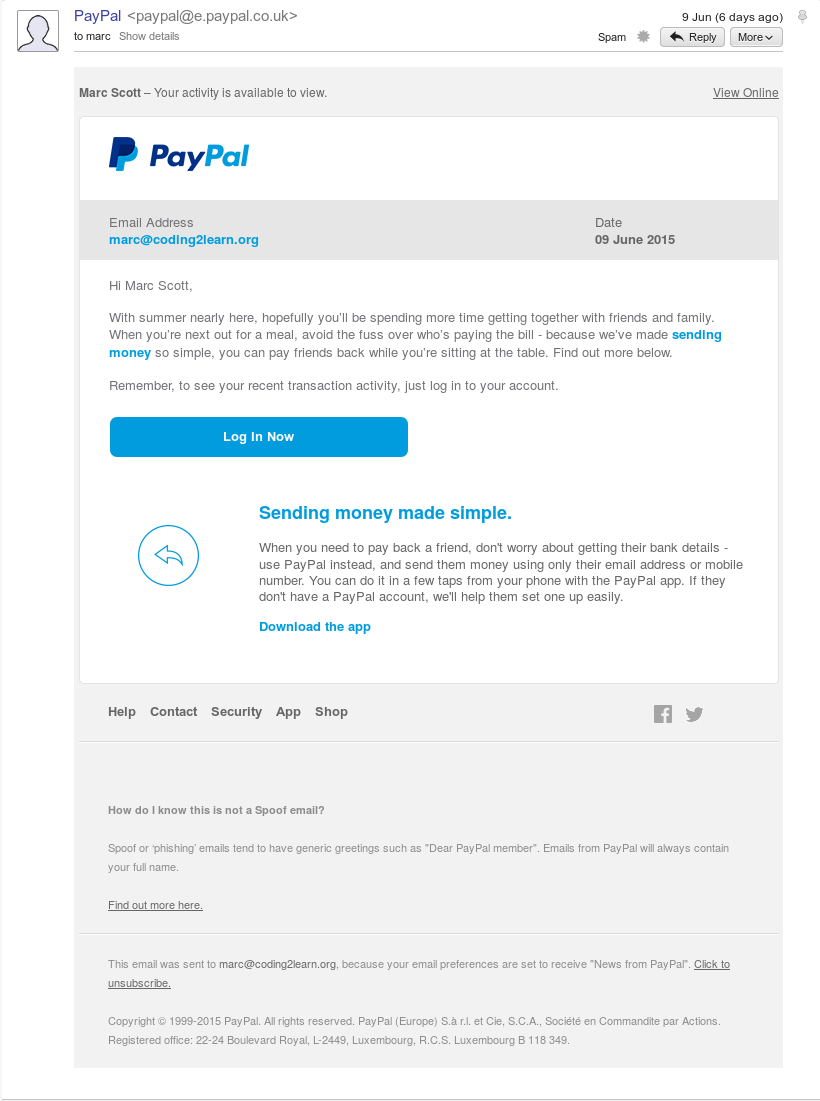 PayPal <paypal@e.paypal.co.uk>
9 Jun (6 days ago)
to marc Show details
Spam Reply More
Marc Scott – Your activity is available to view.
View Online
PayPal
Email Address
marc@coding2learn.org
Date
09 June 2015
Hi Marc Scott,
With summer nearly here, hopefully you’ll be spending more time getting together with friends and family.
When you’re next out for a meal, avoid the fuss over who’s paying the bill - because we’ve made sending
money so simple, you can pay friends back while you’re sitting at the table. Find out more below.
Remember, to see your recent transaction activity, just log in to your account.
Log In Now
Sending money made simple.
When you need to pay back a friend, don't worry about getting their bank details -
use PayPal instead, and send them money using only their email address or mobile
number. You can do it in a few taps from your phone with the PayPal app. If they
don't have a PayPal account, we'll help them set one up easily.
Download the app
Help Contact Security App Shop
How do I know this is not a Spoof email?
Spoof or ‘phishing’ emails tend to have generic greetings such as "Dear PayPal member". Emails from PayPal will always contain
your full name.
Find out more here.
This email was sent to marc@coding2learn.org, because your email preferences are set to receive "News from PayPal". Click to
unsubscribe.
Copyright © 1999-2015 PayPal. All rights reserved. PayPal (Europe) S.à r.l. et Cie, S.C.A., Société en Commandite par Actions.
Registered office: 22-24 Boulevard Royal, L-2449, Luxembourg, R.C.S. Luxembourg B 118 349.